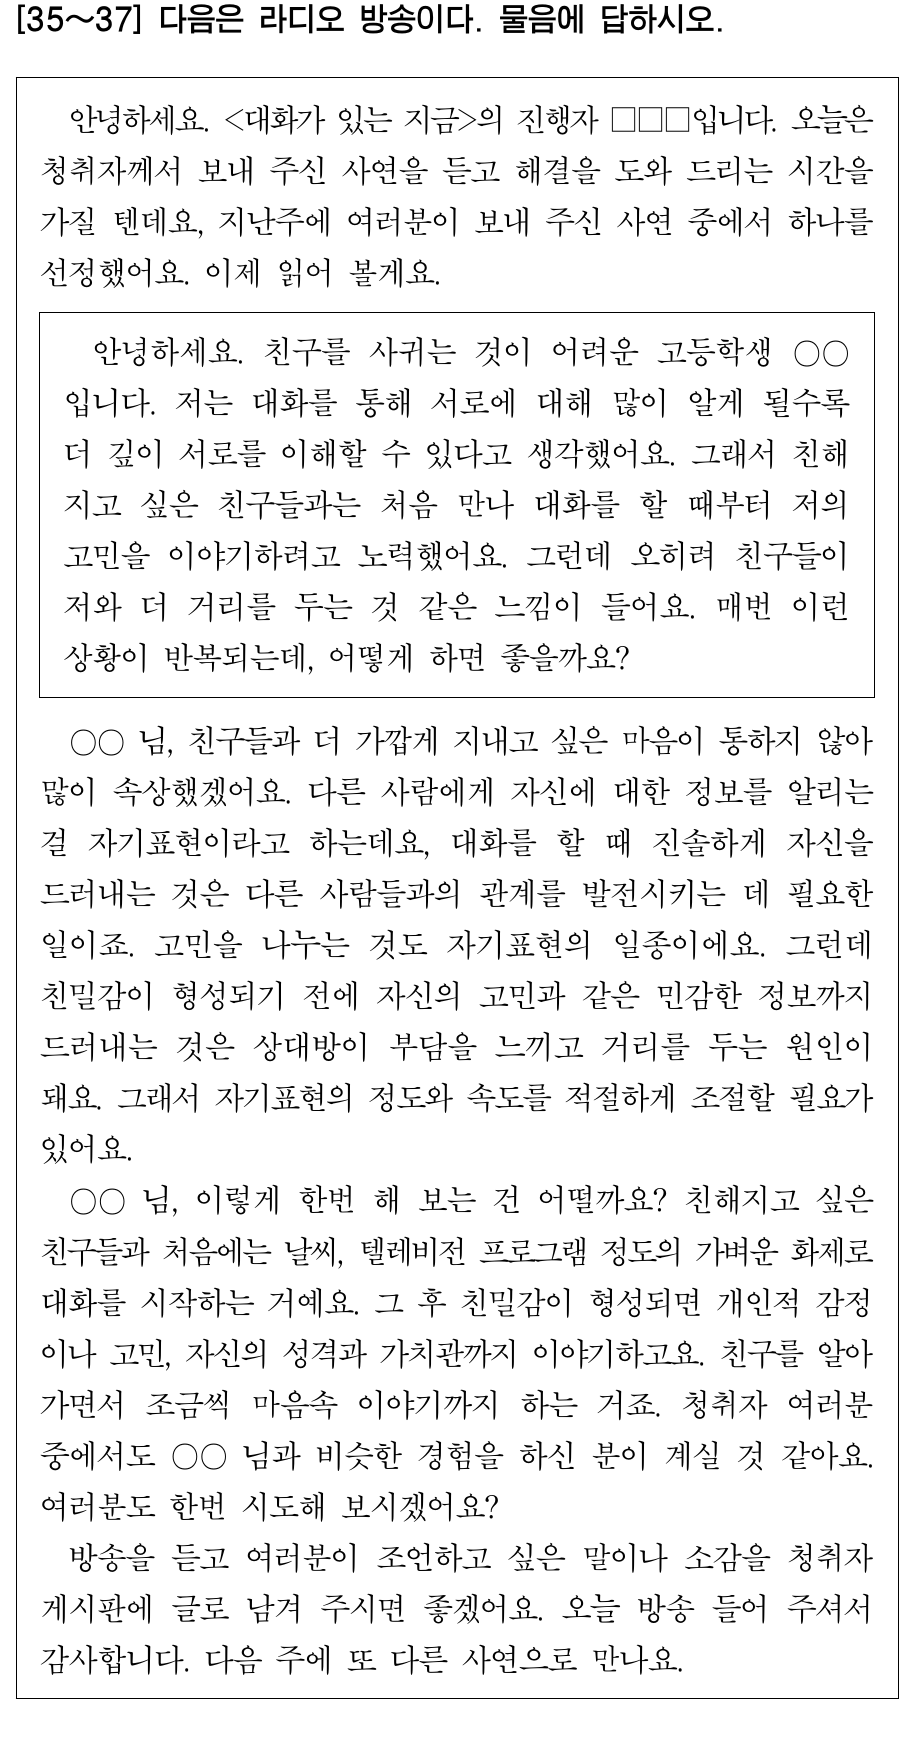 [35～37] 다음은 라디오 방송이다. 물음에 답하시오.
안녕하세요. <대화가 있는 지금>의 진행자 □□□입니다. 오늘은
청취자께서 보내 주신 사연을 듣고 해결을 도와 드리는 시간을
가질 텐데요, 지난주에 여러분이 보내 주신 사연 중에서 하나를
선정했어요. 이제 읽어 볼게요.
안녕하세요. 친구를 사귀는 것이 어려운 고등학생 ○○
입니다. 저는 대화를 통해 서로에 대해 많이 알게 될수록
더 깊이 서로를 이해할 수 있다고 생각했어요. 그래서 친해
지고 싶은 친구들과는 처음 만나 대화를 할 때부터 저의
고민을 이야기하려고 노력했어요. 그런데 오히려 친구들이
저와 더 거리를 두는 것 같은 느낌이 들어요. 매번 이런
상황이 반복되는데, 어떻게 하면 좋을까요?
○○ 님, 친구들과 더 가깝게 지내고 싶은 마음이 통하지 않아
많이 속상했겠어요. 다른 사람에게 자신에 대한 정보를 알리는
걸 자기표현이라고 하는데요, 대화를 할 때 진솔하게 자신을
드러내는 것은 다른 사람들과의 관계를 발전시키는 데 필요한
일이죠. 고민을 나누는 것도 자기표현의 일종이에요. 그런데
친밀감이 형성되기 전에 자신의 고민과 같은 민감한 정보까지
드러내는 것은 상대방이 부담을 느끼고 거리를 두는 원인이
돼요. 그래서 자기표현의 정도와 속도를 적절하게 조절할 필요가
있어요.
○○ 님, 이렇게 한번 해 보는 건 어떨까요? 친해지고 싶은
친구들과 처음에는 날씨, 텔레비전 프로그램 정도의 가벼운 화제로
대화를 시작하는 거예요. 그 후 친밀감이 형성되면 개인적 감정
이나 고민, 자신의 성격과 가치관까지 이야기하고요. 친구를 알아
가면서 조금씩 마음속 이야기까지 하는 거죠. 청취자 여러분
중에서도 ○○ 님과 비슷한 경험을 하신 분이 계실 것 같아요.
여러분도 한번 시도해 보시겠어요?
방송을 듣고 여러분이 조언하고 싶은 말이나 소감을 청취자
게시판에 글로 남겨 주시면 좋겠어요. 오늘 방송 들어 주셔서
감사합니다. 다음 주에 또 다른 사연으로 만나요.